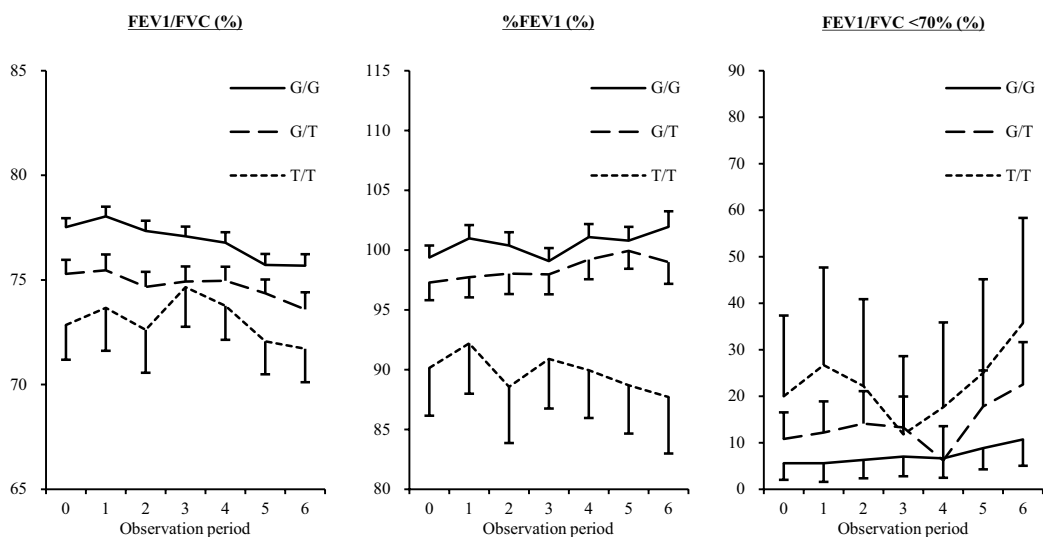 FEV1/FVC (%)
85
80
75
70
65
G/G
G/T
T/T
0 1 2 3 4 5 6
Observation period
%FEV1 (%)
115
110
105
100
95
90
85
80
G/G
G/T
T/T
0 1 2 3 4 5 6
Observation period
FEV1/FVC <70% (%)
90
80
70
60
50
40
30
20
10
0
G/G
G/T
T/T
0 1 2 3 4 5 6
Observation period